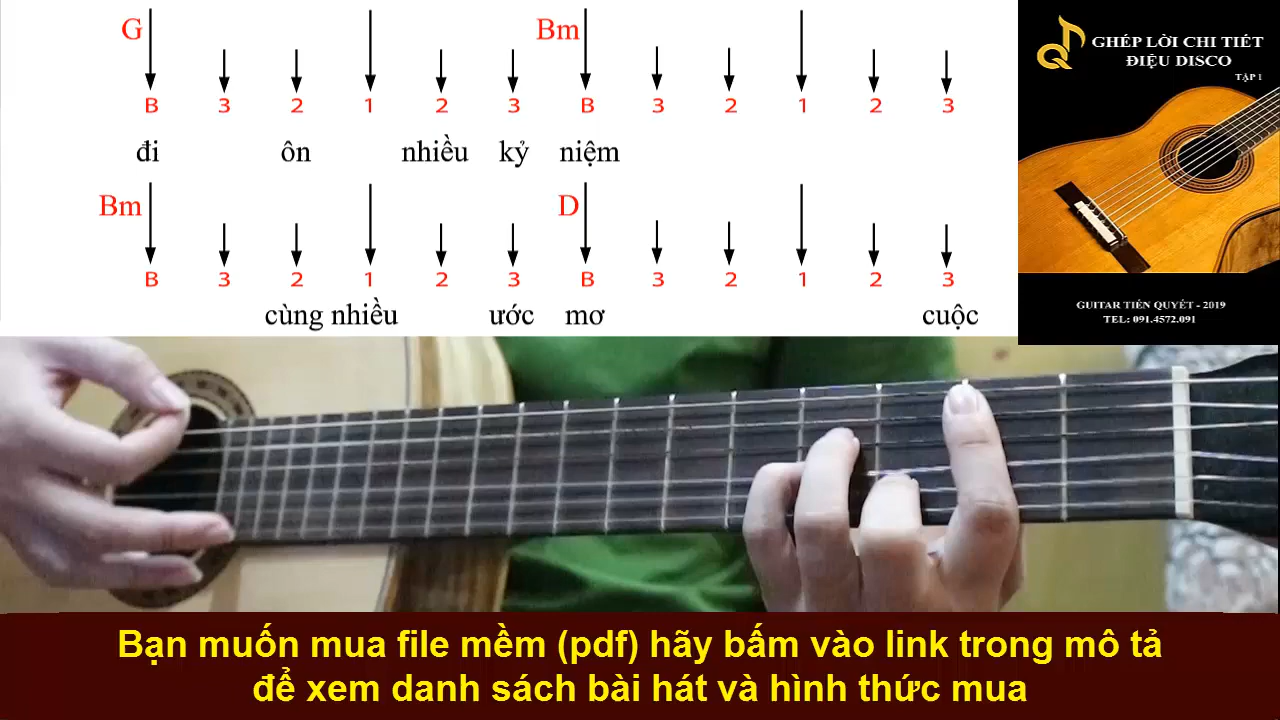 G Bm
B 3 2 1 2 3 B 3 2 1 2 3
đi ôn nhiều kỷ niệm
Bm D
B 3 2 1 2 3 B 3 2 1 2 3
cùng nhiều ước mơ cuộc
GHÉP LỜI CHI TIẾT
ĐIỆU DISCO
TẬP 1
GUITAR TIẾN QUYẾT - 2019
TEL: 091.4572.091
Bạn muốn mua file mềm (pdf) hãy bấm vào link trong mô tả
để xem danh sách bài hát và hình thức mua